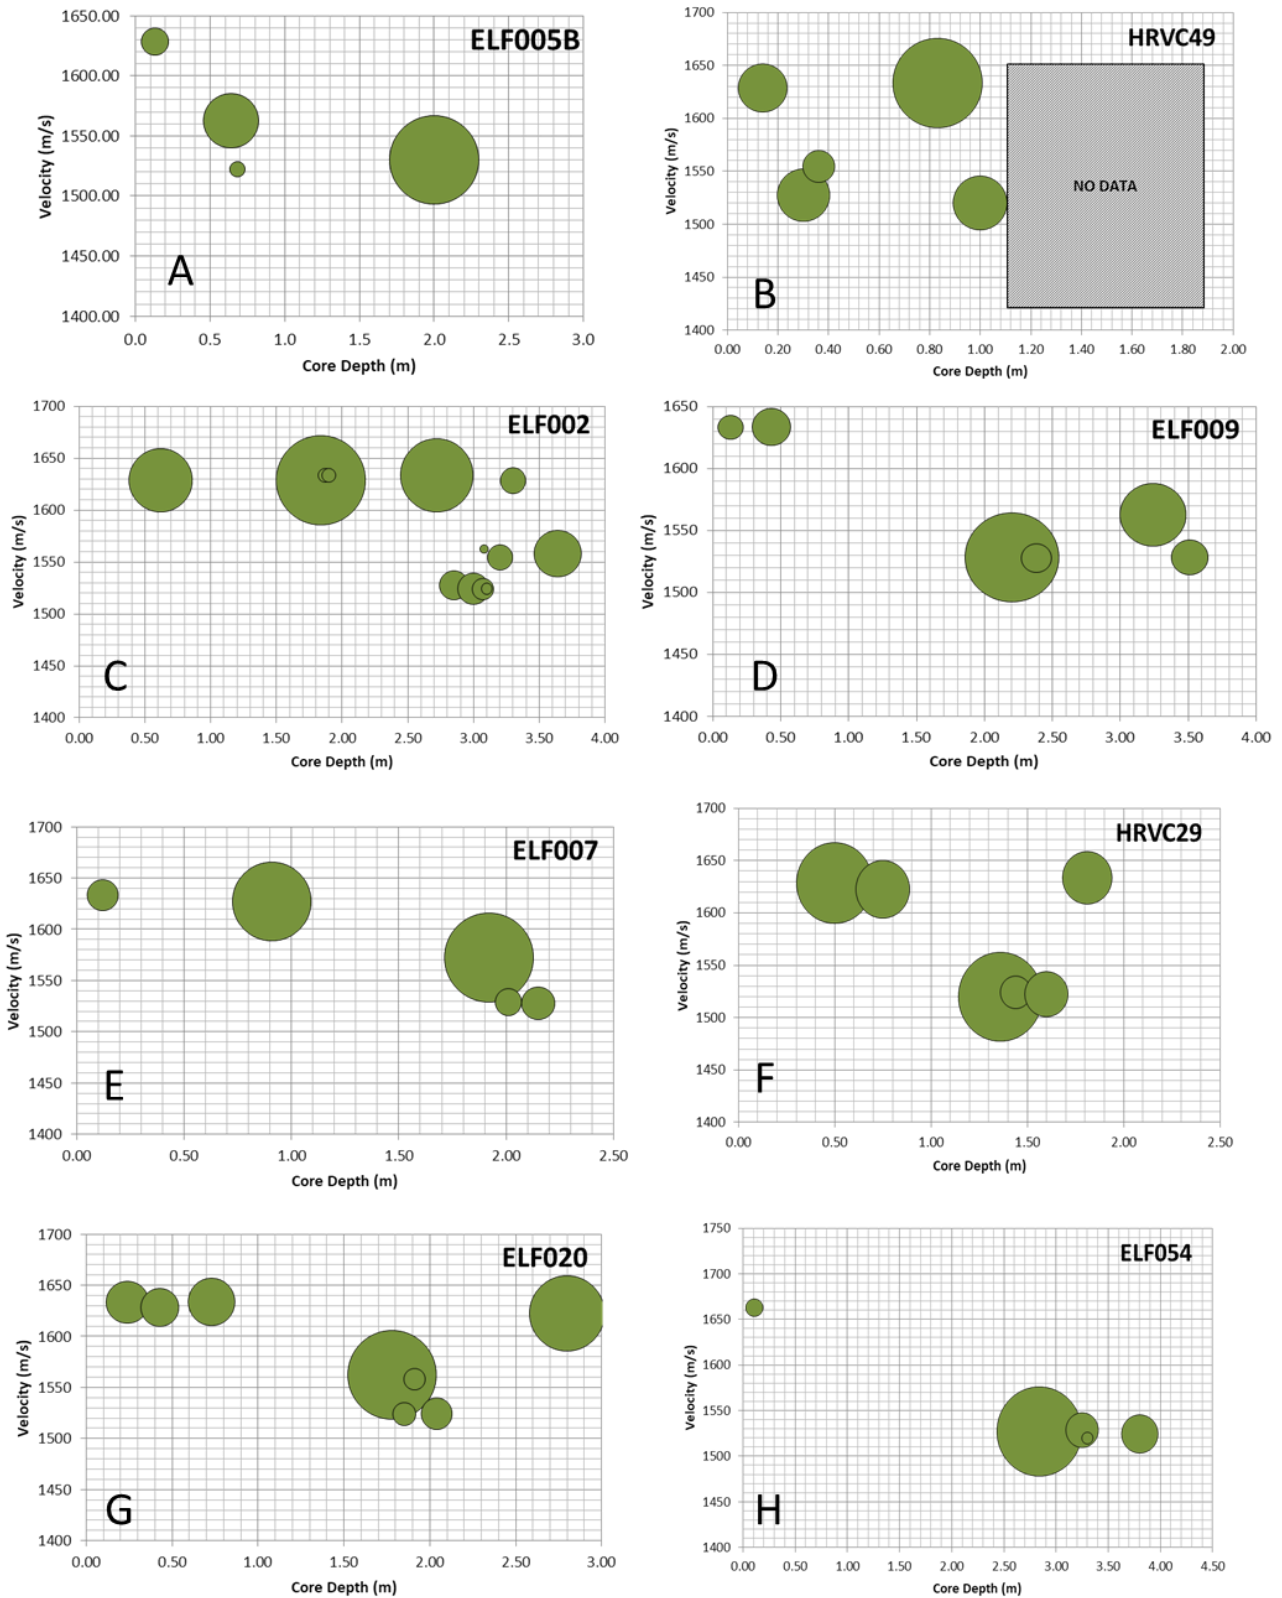 ELF005B
Velocity (m/s)
1650.00
1600.00
1550.00
1500.00
1450.00
1400.00
A
0.0 0.5 1.0 1.5 2.0 2.5 3.0
Core Depth (m)
HRVC49
Velocity (m/s)
1700
1650
1600
1550
1500
1450
1400
NO DATA
B
0.00 0.20 0.40 0.60 0.80 1.00 1.20 1.40 1.60 1.80 2.00
Core Depth (m)
ELF002
Velocity (m/s)
1700
1650
1600
1550
1500
1450
1400
C
0.00 0.50 1.00 1.50 2.00 2.50 3.00 3.50 4.00
Core Depth (m)
ELF009
Velocity (m/s)
1650
1600
1550
1500
1450
1400
D
0.00 0.50 1.00 1.50 2.00 2.50 3.00 3.50 4.00
Core Depth (m)
ELF007
Velocity (m/s)
1700
1650
1600
1550
1500
1450
1400
E
0.00 0.50 1.00 1.50 2.00 2.50
Core Depth (m)
HRVC29
Velocity (m/s)
1700
1650
1600
1550
1500
1450
1400
F
0.00 0.50 1.00 1.50 2.00 2.50
Core Depth (m)
ELF020
Velocity (m/s)
1700
1650
1600
1550
1500
1450
1400
G
0.00 0.50 1.00 1.50 2.00 2.50 3.00
Core Depth (m)
ELF054
Velocity (m/s)
1750
1700
1650
1600
1550
1500
1450
1400
H
0.00 0.50 1.00 1.50 2.00 2.50 3.00 3.50 4.00 4.50
Core Depth (m)